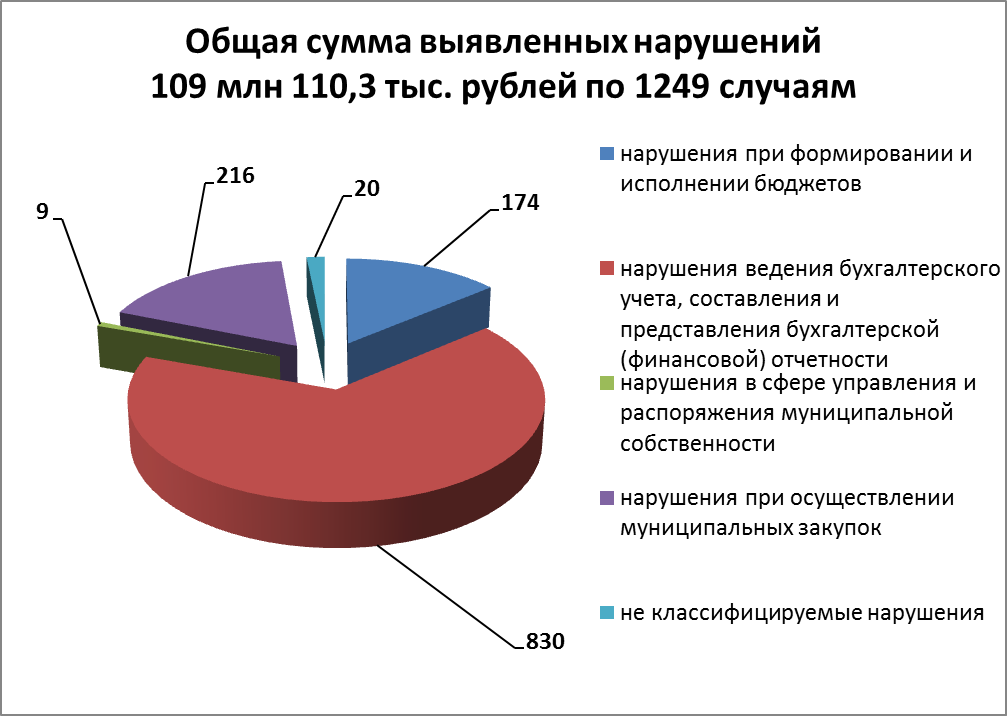 Общая сумма выявленных нарушений
109 млн 110,3 тыс. рублей по 1249 случаям
216
20
174
9
830
нарушения при формировании и
исполнении бюджетов
нарушения ведения бухгалтерского
учета, составления и
представления бухгалтерской
(финансовой) отчетности
нарушения в сфере управления и
распоряжения муниципальной
собственности
нарушения при осуществлении
муниципальных закупок
не классифицируемые нарушения